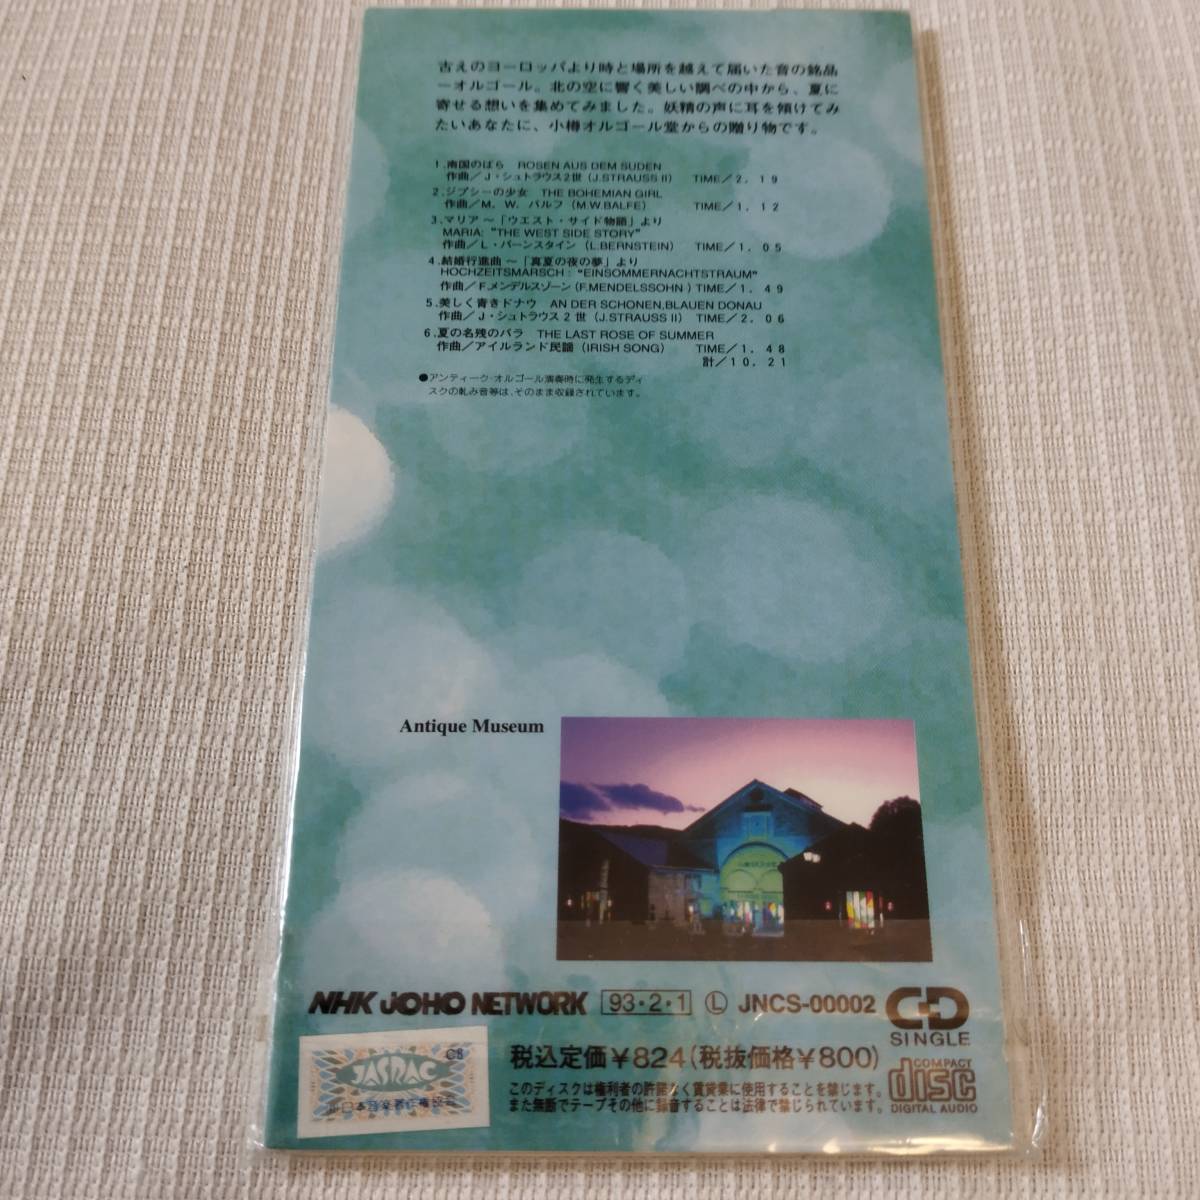 古えのヨーロッパより時と場所を越えて届いた音の銘品
ーオルゴール。北の空に響く美しい調べの中から、夏に
寄せる想いを集めてみました。妖精の声に耳を傾けてみ
たいあなたに、小樽オルゴール堂からの贈り物です。
1.南国のばら ROSEN AUS DEM SUDEN
作曲/J・シュトラウス2世(J.STRAUSS II) TIME/2.19
2.ジプシーの少女 THE BOHEMIAN GIRL
作曲/M.W.バルフ(M.W.BALFE) TIME/1.12
3.マリア～「ウエスト・サイド物語」より
MARIA:"THE WEST SIDE STORY"
作曲/L・バーンスタイン(L.BERNSTEIN) TIME/1.05
4.結婚行進曲～「真夏の夜の夢」より
HOCHZEITSMARSCH:"EINSOMMERNACHTSTRAUM"
作曲/F.メンデルスゾーン(F.MENDELSSOHN) TIME/1.49
5.美しく青きドナウ AN DER SCHONEN,BLAUEN DONAU
作曲/J・シュトラウス2世(J.STRAUSS II) TIME/2.06
6.夏の名残のバラ THE LAST ROSE OF SUMMER
作曲/アイルランド民謡(IRISH SONG) TIME/1.48
計/10.21
●アンティーク・オルゴール演奏時に発生するディ
スクの軋み音等は、そのまま収録されています。
Antique Museum
NHK JOHO NETWORK 93・2・1 Ⓛ JNCS-00002 CD
SINGLE
税込定価¥824(税抜価格¥800)
COMPACT
disc
DIGITAL AUDIO
このディスクは権利者の許諾なく賃貸業に使用することを禁じます。
また無断でテープその他に録音することは法律で禁じられています。
C8
JASRAC
日本音楽著作権協会